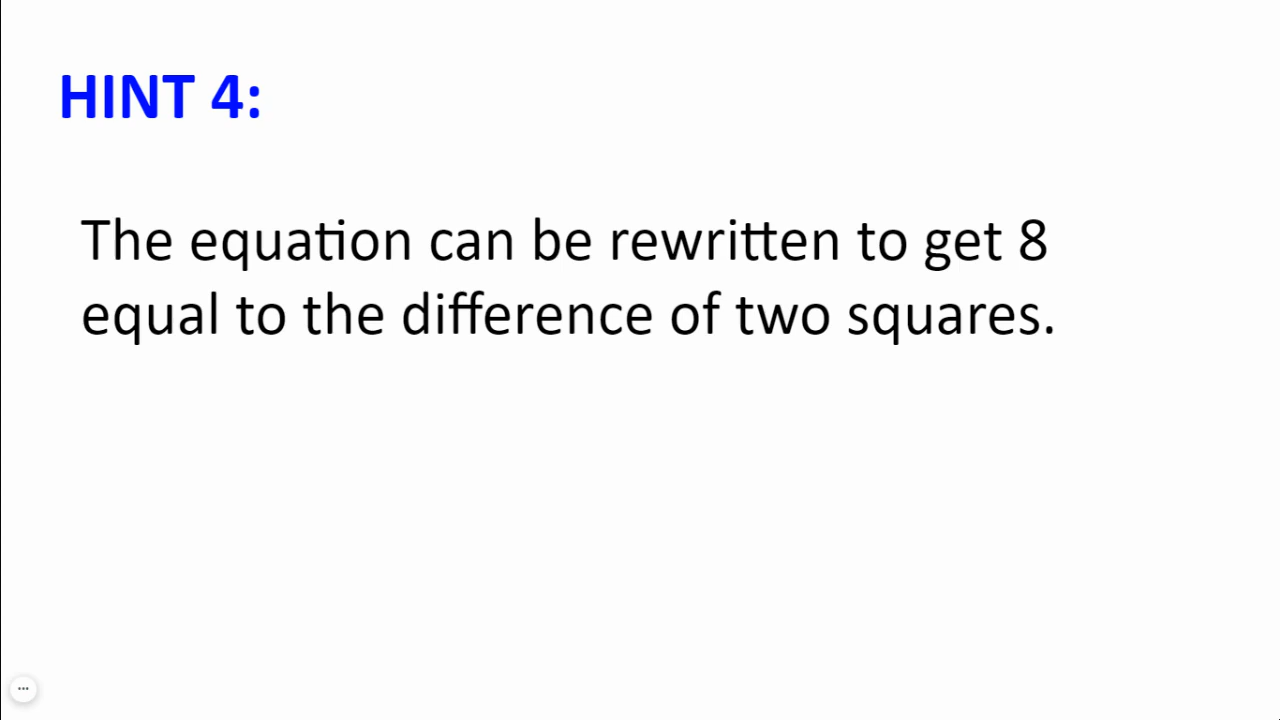 HINT 4:
The equation can be rewritten to get 8
equal to the difference of two squares.